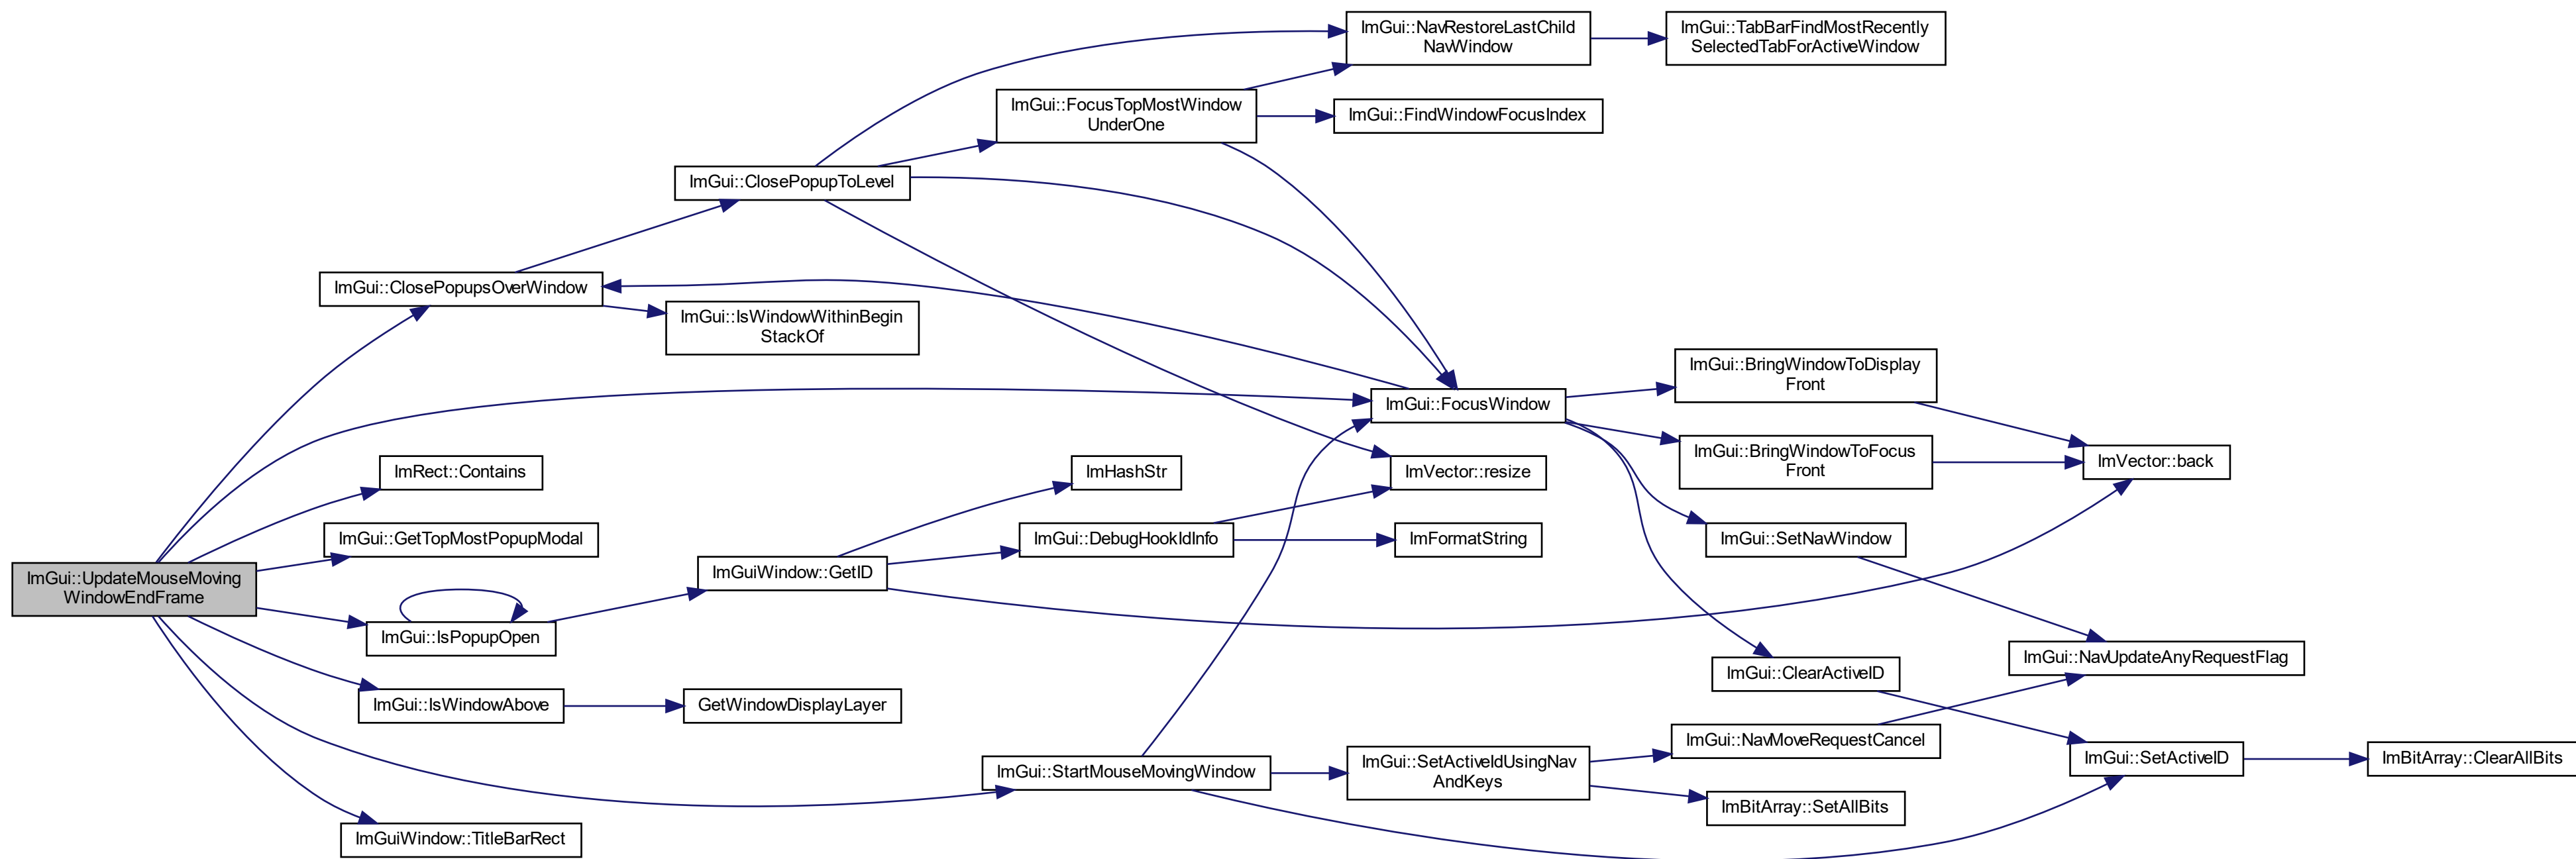 ImGui::NavRestoreLastChild
NavWindow
ImGui::TabBarFindMostRecently
SelectedTabForActiveWindow
ImGui::FocusTopMostWindow
UnderOne
ImGui::FindWindowFocusIndex
ImGui::ClosePopupToLevel
ImGui::ClosePopupsOverWindow
ImGui::IsWindowWithinBegin
StackOf
ImGui::BringWindowToDisplay
Front
ImGui::FocusWindow
ImGui::BringWindowToFocus
Front
ImVector::back
ImRect::Contains
ImHashStr
ImVector::resize
ImGui::GetTopMostPopupModal
ImGui::DebugHookIdInfo
ImFormatString
ImGui::SetNavWindow
ImGui::UpdateMouseMoving
WindowEndFrame
ImGuiWindow::GetID
ImGui::IsPopupOpen
ImGui::NavUpdateAnyRequestFlag
ImGui::ClearActiveID
ImGui::IsWindowAbove
GetWindowDisplayLayer
ImGui::NavMoveRequestCancel
ImGui::StartMouseMovingWindow
ImGui::SetActiveIdUsingNav
AndKeys
ImGui::SetActiveID
ImBitArray::ClearAllBits
ImBitArray::SetAllBits
ImGuiWindow::TitleBarRect